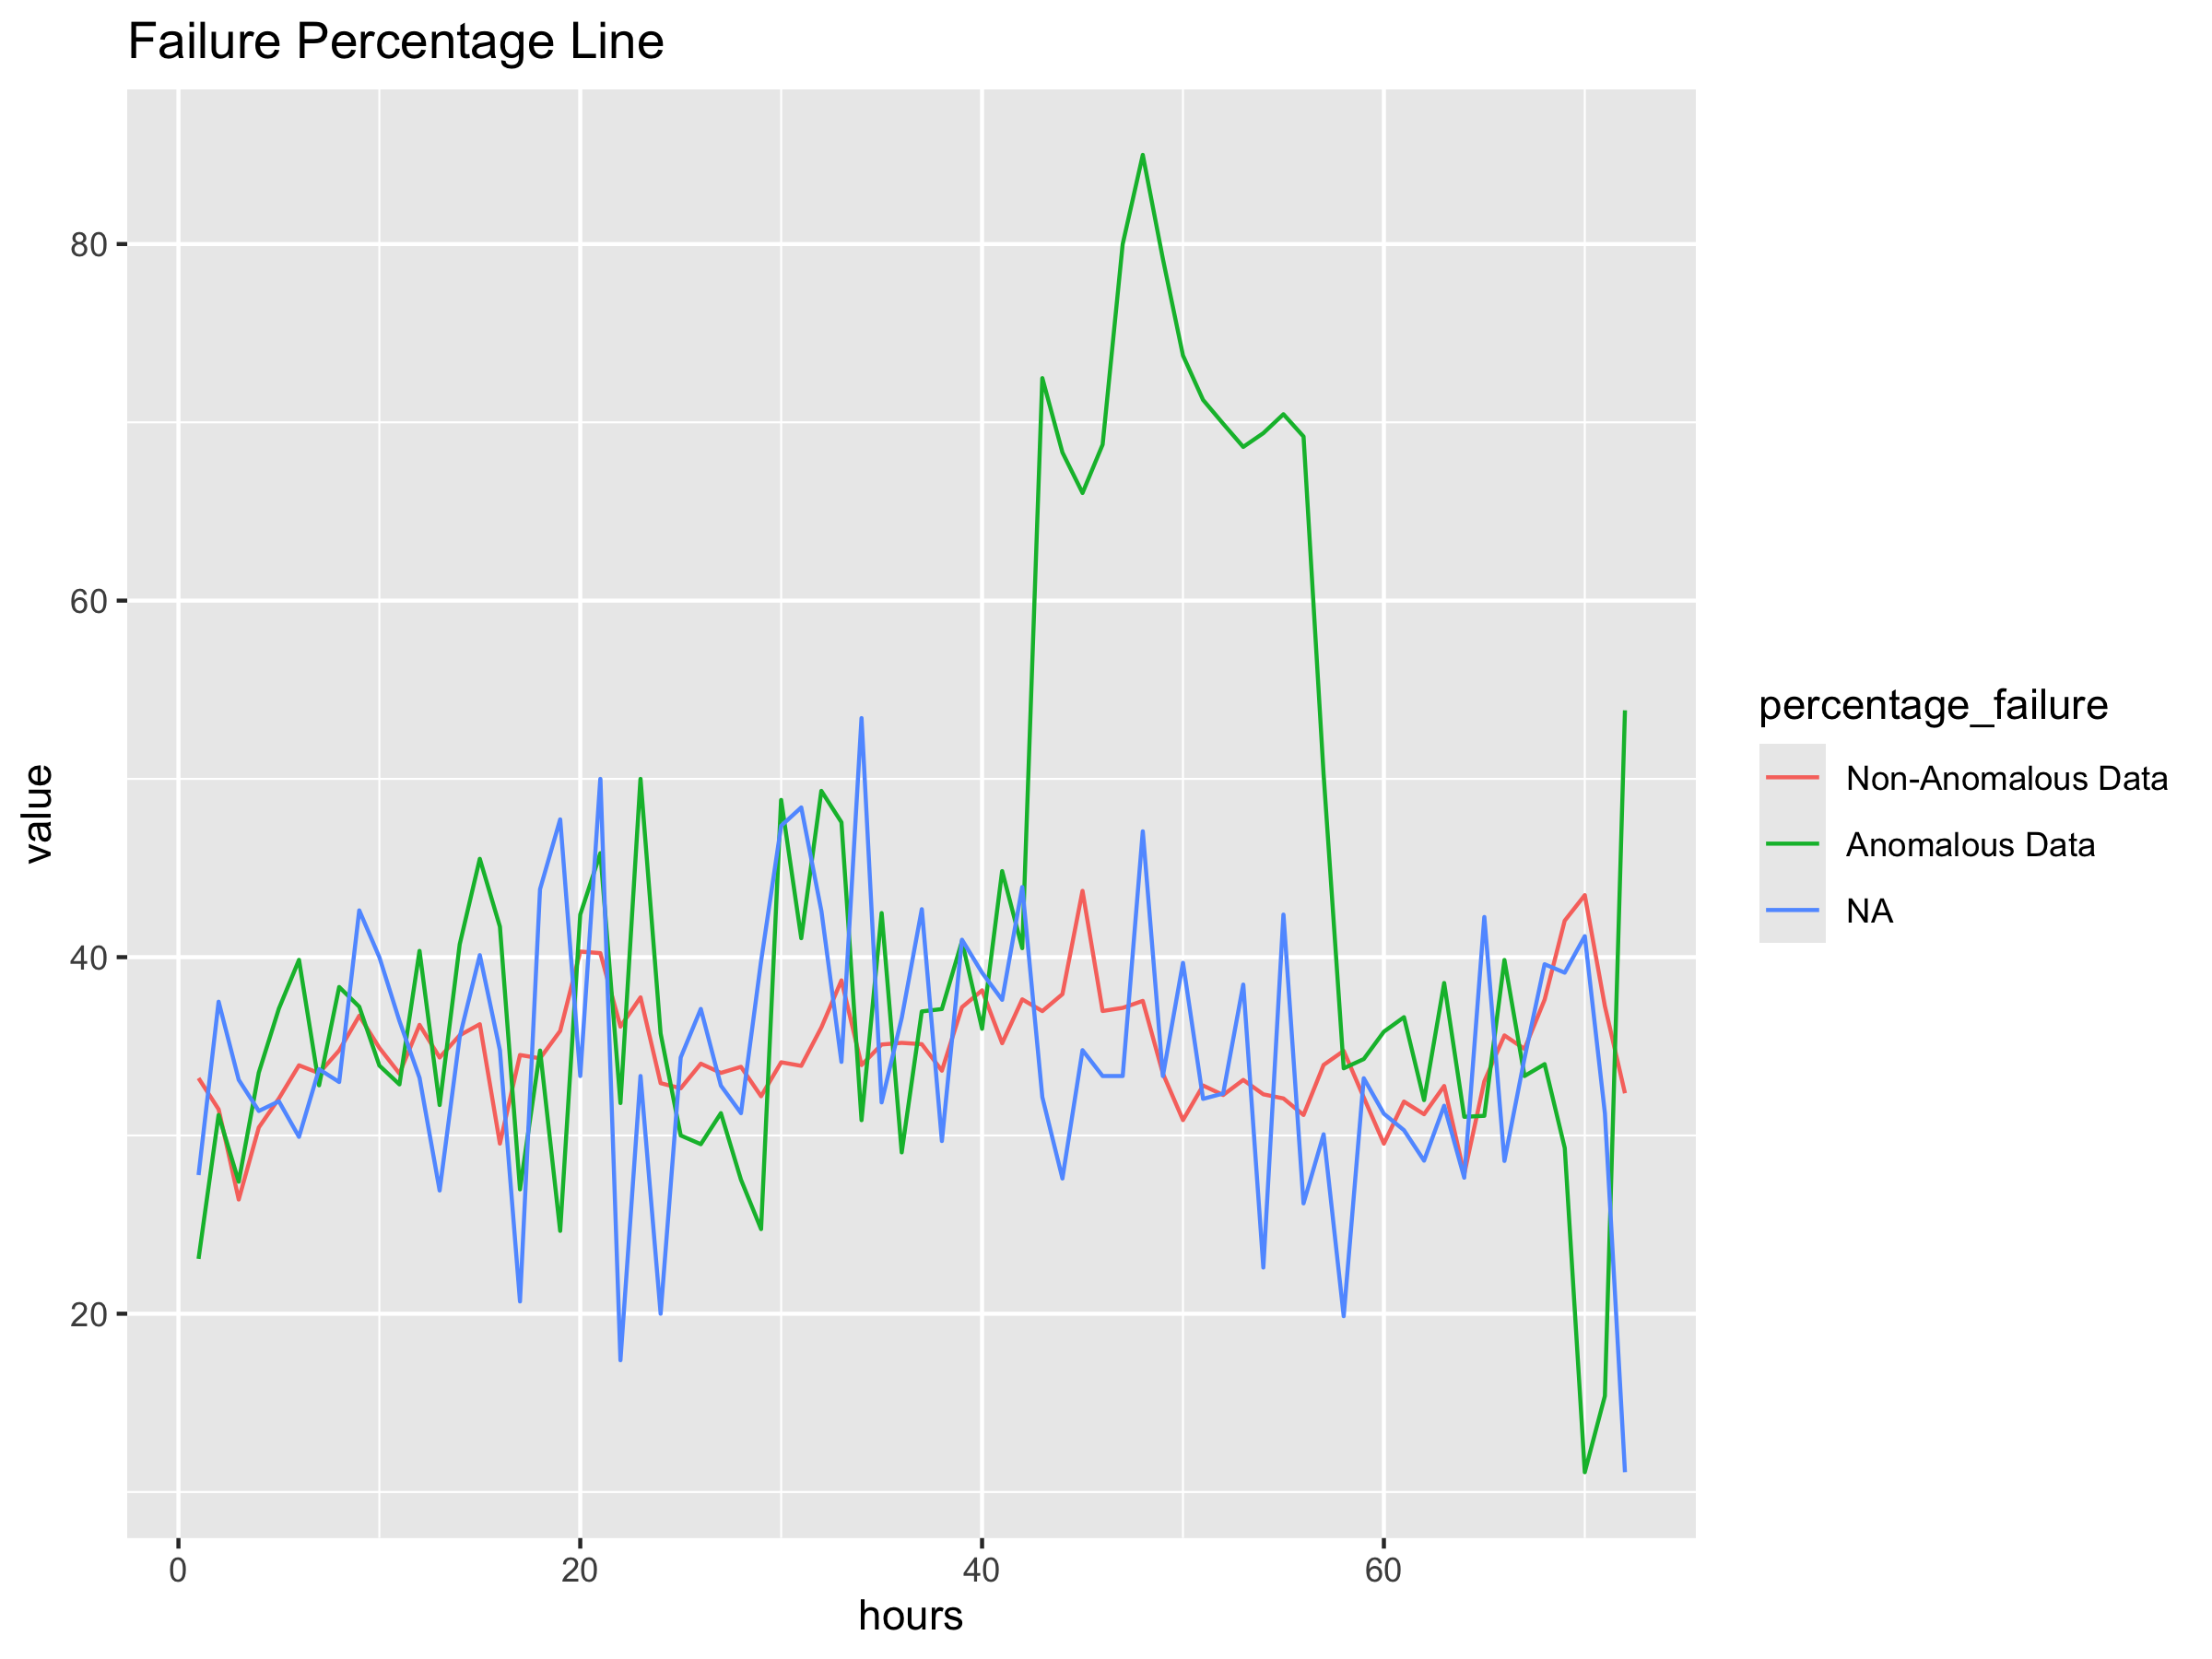 Failure Percentage Line
80
60
40
20
value
0
20
40
60
hours
percentage_failure
Non-Anomalous Data
Anomalous Data
NA